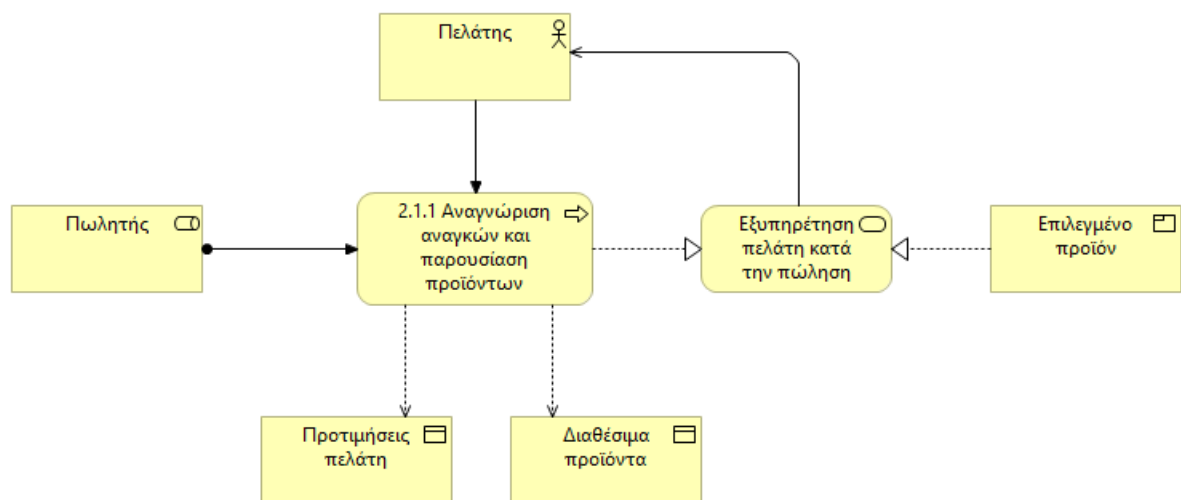 Πελάτης
Πωλητής
2.1.1 Αναγνώριση
αναγκών και
παρουσίαση
προϊόντων
Εξυπηρέτηση
πελάτη κατά
την πώληση
Επιλεγμένο
προϊόν
Προτιμήσεις
πελάτη
Διαθέσιμα
προϊόντα